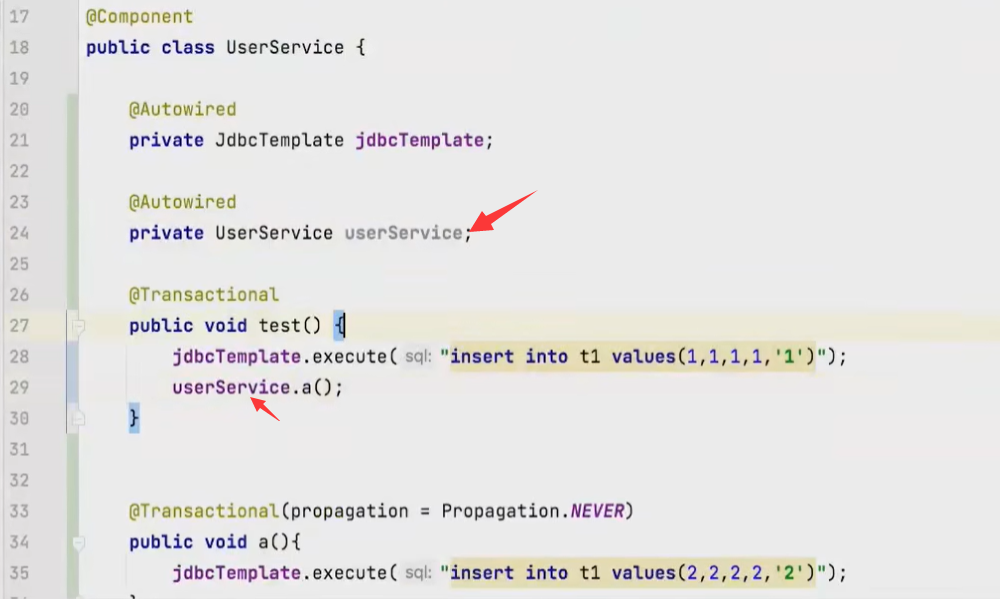 17 @Component
18 public class UserService {
19
20 @Autowired
21 private JdbcTemplate jdbcTemplate;
22
23 @Autowired
24 private UserService userService;
25
26 @Transactional
27 public void test() {
28 jdbcTemplate.execute( sql: "insert into t1 values(1,1,1,1,'1')");
29 userService.a();
30 }
31
32
33 @Transactional(propagation = Propagation.NEVER)
34 public void a(){
35 jdbcTemplate.execute( sql: "insert into t1 values(2,2,2,2,'2')");